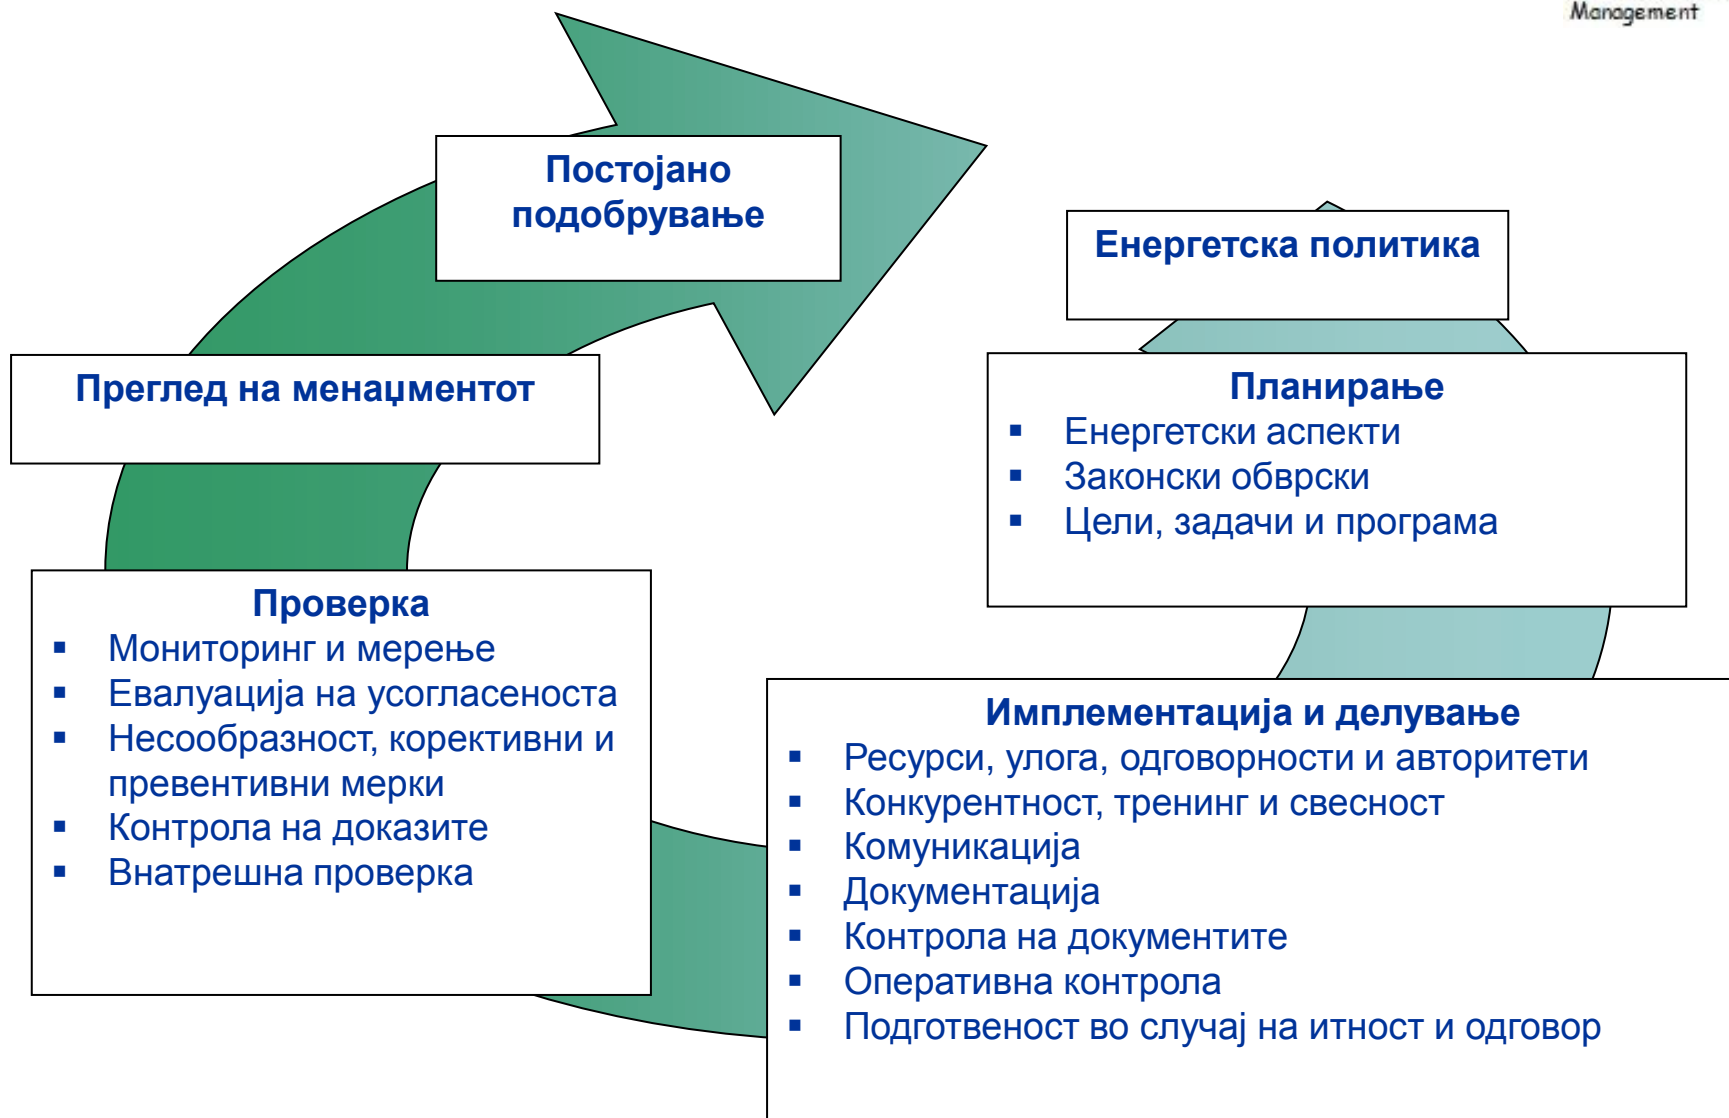 Management
Постојано
подобрување
Енергетска политика
Преглед на менаџментот
Планирање
▪ Енергетски аспекти
▪ Законски обврски
▪ Цели, задачи и програма
Проверка
▪ Мониторинг и мерење
▪ Евалуација на усогласеноста
▪ Несообразност, корективни и
превентивни мерки
▪ Контрола на доказите
▪ Внатрешна проверка
Имплементација и делување
▪ Ресурси, улога, одговорности и авторитети
▪ Конкурентност, тренинг и свесност
▪ Комуникација
▪ Документација
▪ Контрола на документите
▪ Оперативна контрола
▪ Подготвеност во случај на итност и одговор